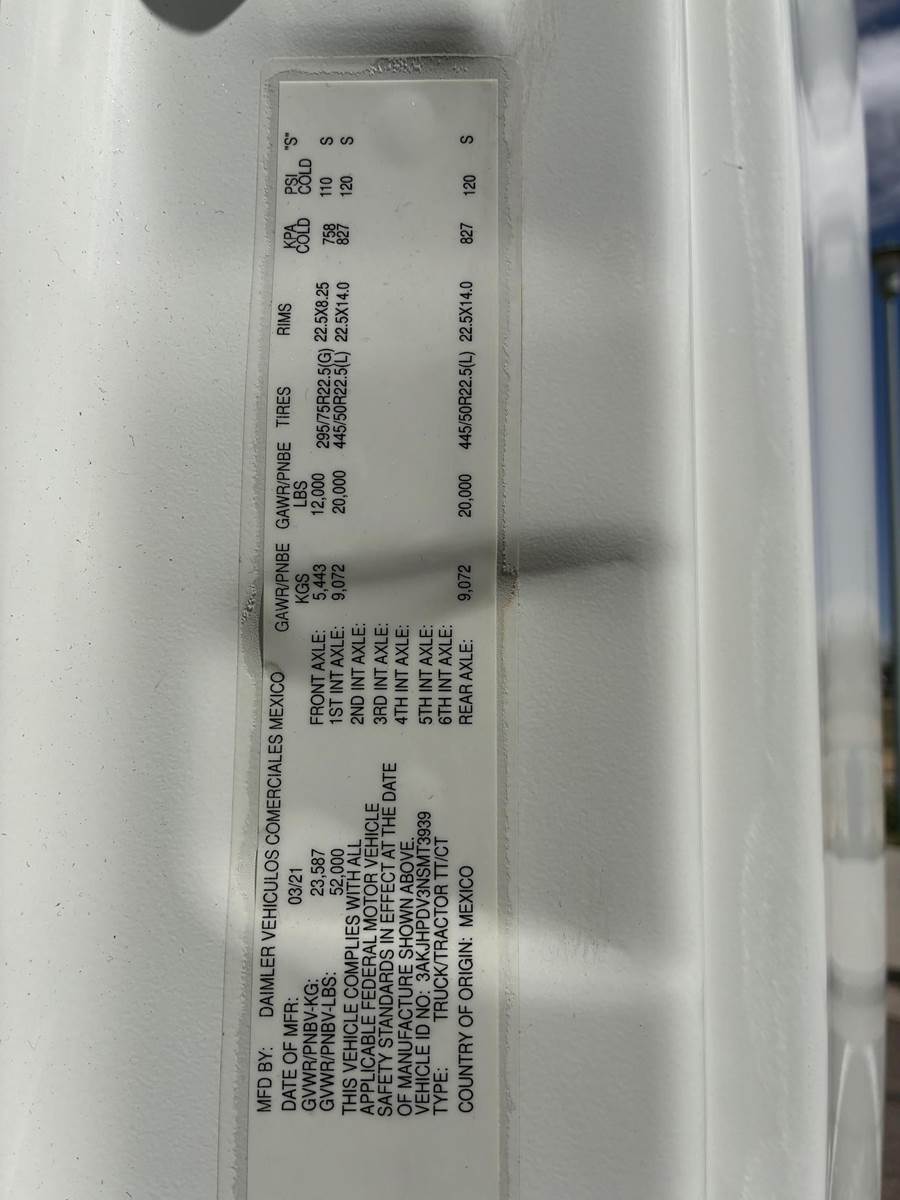 MFD BY: DAIMLER VEHICULOS COMERCIALES MEXICO
DATE OF MFR: 03/21
GVWR/PNBV-KG: 23,587
GVWR/PNBV-LBS: 52,000
THIS VEHICLE COMPLIES WITH ALL
APPLICABLE FEDERAL MOTOR VEHICLE
SAFETY STANDARDS IN EFFECT AT THE DATE
OF MANUFACTURE SHOWN ABOVE.
VEHICLE ID NO: 3AKJHPDV3NSMT3939
TYPE: TRUCK/TRACTOR TT/CT
COUNTRY OF ORIGIN: MEXICO
GAWR/PNBE GAWR/PNBE TIRES RIMS KPA PSI "S"
KGS LBS COLD COLD
FRONT AXLE: 5,443 12,000 295/75R22.5(G) 22.5X8.25 758 110 S
1ST INT AXLE: 9,072 20,000 445/50R22.5(L) 22.5X14.0 827 120 S
2ND INT AXLE:
3RD INT AXLE:
4TH INT AXLE:
5TH INT AXLE:
6TH INT AXLE:
REAR AXLE: 9,072 20,000 445/50R22.5(L) 22.5X14.0 827 120 S